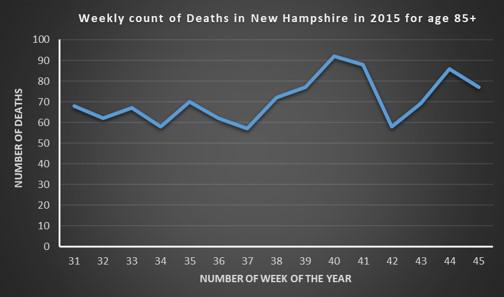 Weekly count of Deaths in New Hampshire in 2015 for age 85+
100
90
80
70
60
50
40
30
20
10
0
NUMBER OF DEATHS
31 32 33 34 35 36 37 38 39 40 41 42 43 44 45
NUMBER OF WEEK OF THE YEAR